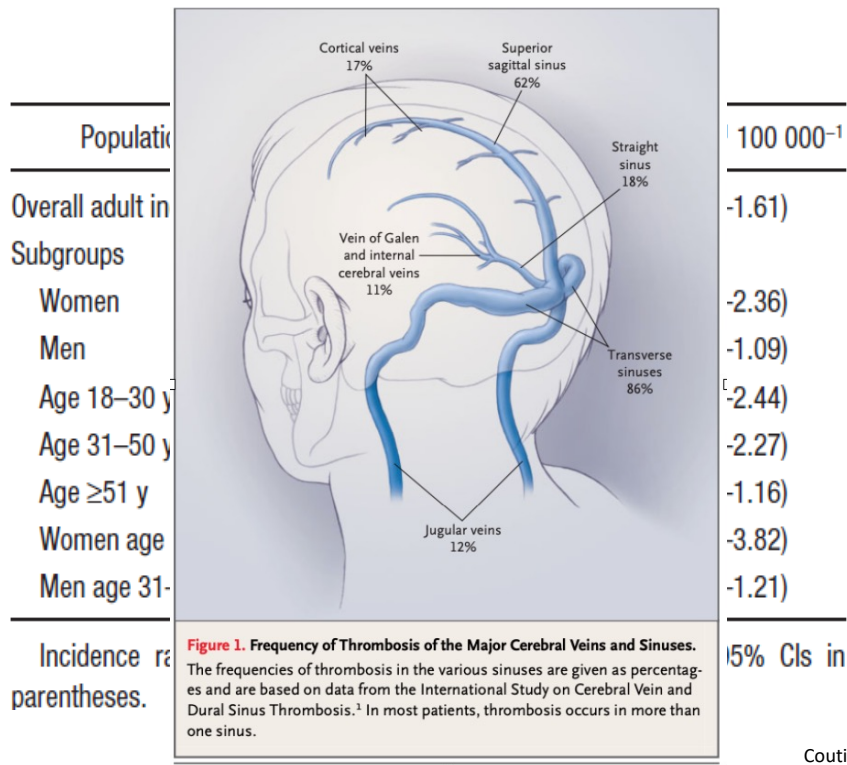 Cortical veins
17%
Superior
sagittal sinus
62%
Straight
sinus
18%
Vein of Galen
and internal
cerebral veins
11%
Transverse
sinuses
86%
Jugular veins
12%
Figure 1. Frequency of Thrombosis of the Major Cerebral Veins and Sinuses.
The frequencies of thrombosis in the various sinuses are given as percentag-
es and are based on data from the International Study on Cerebral Vein and
Dural Sinus Thrombosis.¹ In most patients, thrombosis occurs in more than
one sinus.
100 000⁻¹
Overall adult in -1.61)
Subgroups
Women -2.36)
Men -1.09)
Age 18–30 y -2.44)
Age 31–50 y -2.27)
Age ≥51 y -1.16)
Women age -3.82)
Men age 31- -1.21)
Incidence 95% CIs in
parentheses.